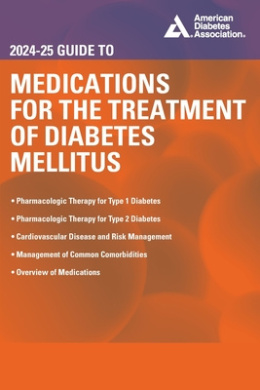 American
Diabetes
Association®
2024-25 GUIDE TO
MEDICATIONS
FOR THE TREATMENT
OF DIABETES
MELLITUS
• Pharmacologic Therapy for Type 1 Diabetes
• Pharmacologic Therapy for Type 2 Diabetes
• Cardiovascular Disease and Risk Management
• Management of Common Comorbidities
• Overview of Medications